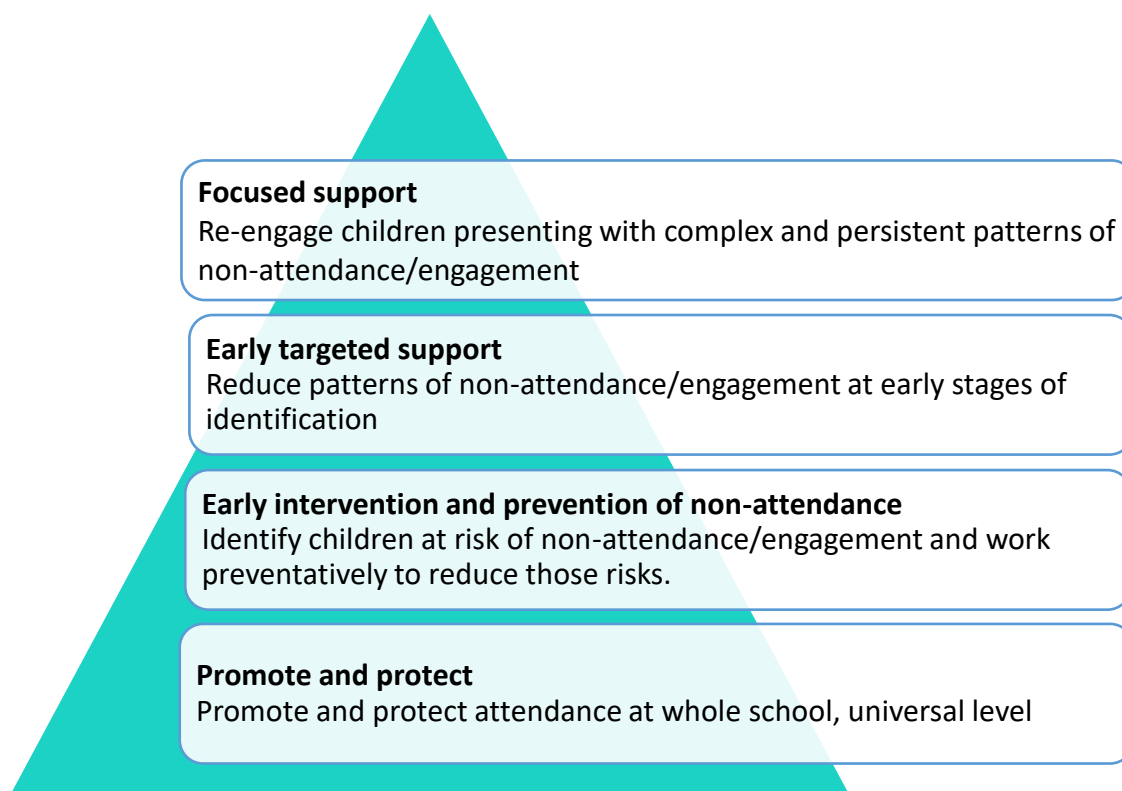 Focused support
Re-engage children presenting with complex and persistent patterns of
non-attendance/engagement
Early targeted support
Reduce patterns of non-attendance/engagement at early stages of
identification
Early intervention and prevention of non-attendance
Identify children at risk of non-attendance/engagement and work
preventatively to reduce those risks.
Promote and protect
Promote and protect attendance at whole school, universal level